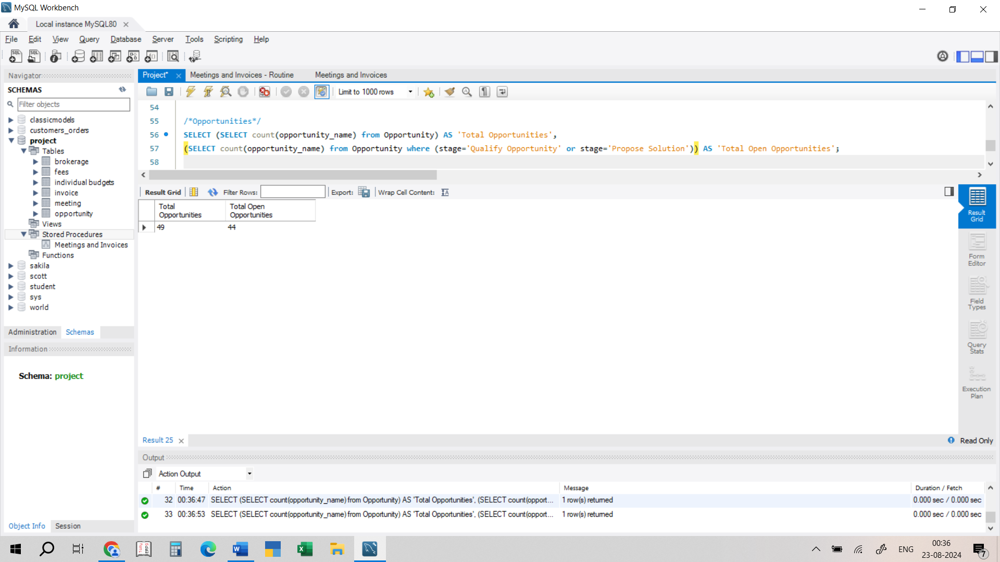 MySQL Workbench
Local instance MySQL80
File Edit View Query Database Server Tools Scripting Help
SQL SQL
Navigator
SCHEMAS
Filter objects
classicmodels
customers_orders
project
Tables
brokerage
fees
individual budgets
invoice
meeting
opportunity
Views
Stored Procedures
Meetings and Invoices
Functions
sakila
scott
student
sys
world
Administration Schemas
Information
Schema: project
Object Info Session
Project* Meetings and Invoices - Routine Meetings and Invoices
Limit to 1000 rows
54
55 /*Opportunities*/
56 SELECT (SELECT count(opportunity_name) from Opportunity) AS 'Total Opportunities',
57 (SELECT count(opportunity_name) from Opportunity where (stage='Qualify Opportunity' or stage='Propose Solution')) AS 'Total Open Opportunities';
58
Result Grid Filter Rows: Export: Wrap Cell Content:
Total Opportunities Total Open Opportunities
49 44
Result Grid
Form Editor
Field Types
Query Stats
Execution Plan
Result 25 Read Only
Output
Action Output
# Time Action Message Duration / Fetch
32 00:36:47 SELECT (SELECT count(opportunity_name) from Opportunity) AS 'Total Opportunities', (SELECT count(opport... 1 row(s) returned 0.000 sec / 0.000 sec
33 00:36:53 SELECT (SELECT count(opportunity_name) from Opportunity) AS 'Total Opportunities', (SELECT count(opport... 1 row(s) returned 0.000 sec / 0.000 sec
Tally ERP9
ENG
00:36
23-08-2024
7